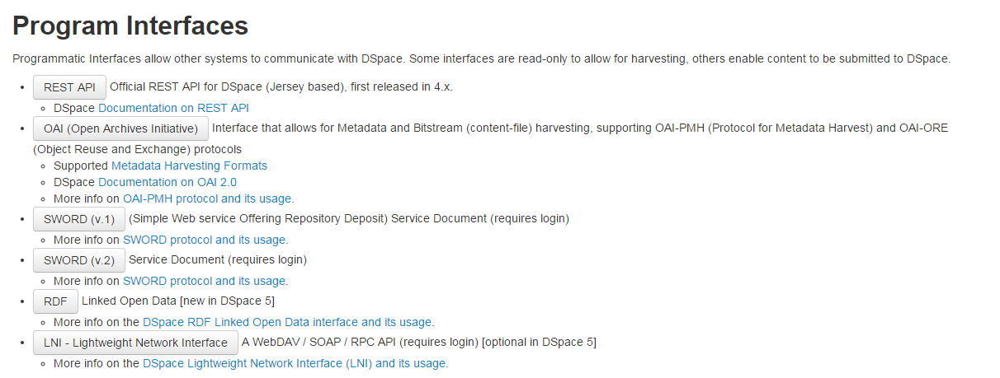 Program Interfaces
Programmatic Interfaces allow other systems to communicate with DSpace. Some interfaces are read-only to allow for harvesting, others enable content to be submitted to DSpace.
REST API Official REST API for DSpace (Jersey based), first released in 4.x.
DSpace Documentation on REST API
OAI (Open Archives Initiative) Interface that allows for Metadata and Bitstream (content-file) harvesting, supporting OAI-PMH (Protocol for Metadata Harvest) and OAI-ORE
(Object Reuse and Exchange) protocols
Supported Metadata Harvesting Formats
DSpace Documentation on OAI 2.0
More info on OAI-PMH protocol and its usage.
SWORD (v.1) (Simple Web service Offering Repository Deposit) Service Document (requires login)
More info on SWORD protocol and its usage.
SWORD (v.2) Service Document (requires login)
More info on SWORD protocol and its usage.
RDF Linked Open Data [new in DSpace 5]
More info on the DSpace RDF Linked Open Data interface and its usage.
LNI - Lightweight Network Interface A WebDAV / SOAP / RPC API (requires login) [optional in DSpace 5]
More info on the DSpace Lightweight Network Interface (LNI) and its usage.